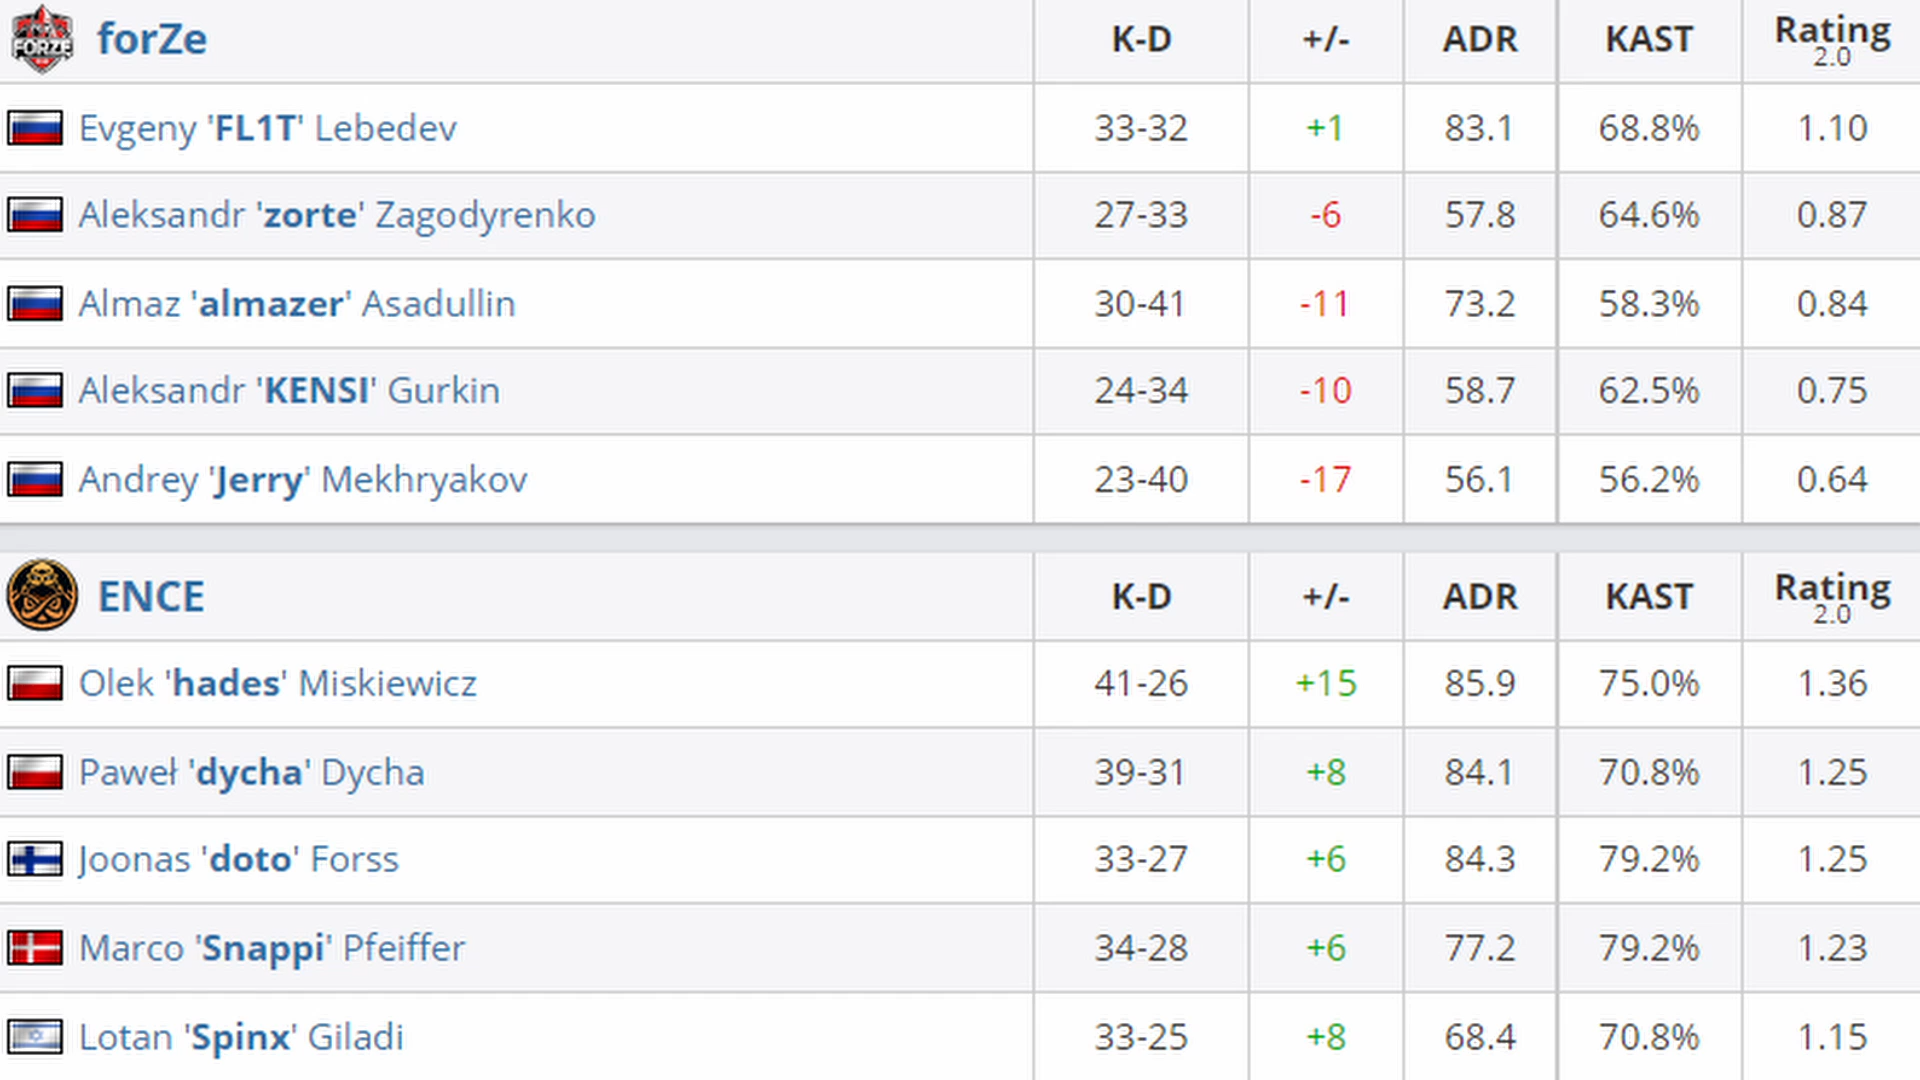 FORZE forZe K-D +/- ADR KAST Rating 2.0
Evgeny 'FL1T' Lebedev 33-32 +1 83.1 68.8% 1.10
Aleksandr 'zorte' Zagodyrenko 27-33 -6 57.8 64.6% 0.87
Almaz 'almazer' Asadullin 30-41 -11 73.2 58.3% 0.84
Aleksandr 'KENSI' Gurkin 24-34 -10 58.7 62.5% 0.75
Andrey 'Jerry' Mekhryakov 23-40 -17 56.1 56.2% 0.64
ENCE K-D +/- ADR KAST Rating 2.0
Olek 'hades' Miskiewicz 41-26 +15 85.9 75.0% 1.36
Paweł 'dycha' Dycha 39-31 +8 84.1 70.8% 1.25
Joonas 'doto' Forss 33-27 +6 84.3 79.2% 1.25
Marco 'Snappi' Pfeiffer 34-28 +6 77.2 79.2% 1.23
Lotan 'Spinx' Giladi 33-25 +8 68.4 70.8% 1.15